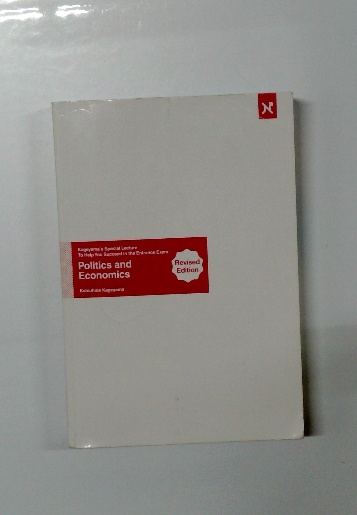 Kageyama's Special Lecture
To Help You Succeed in the Entrance Exam
Politics and
Economics
Revised
Edition
Katsuhide Kageyama